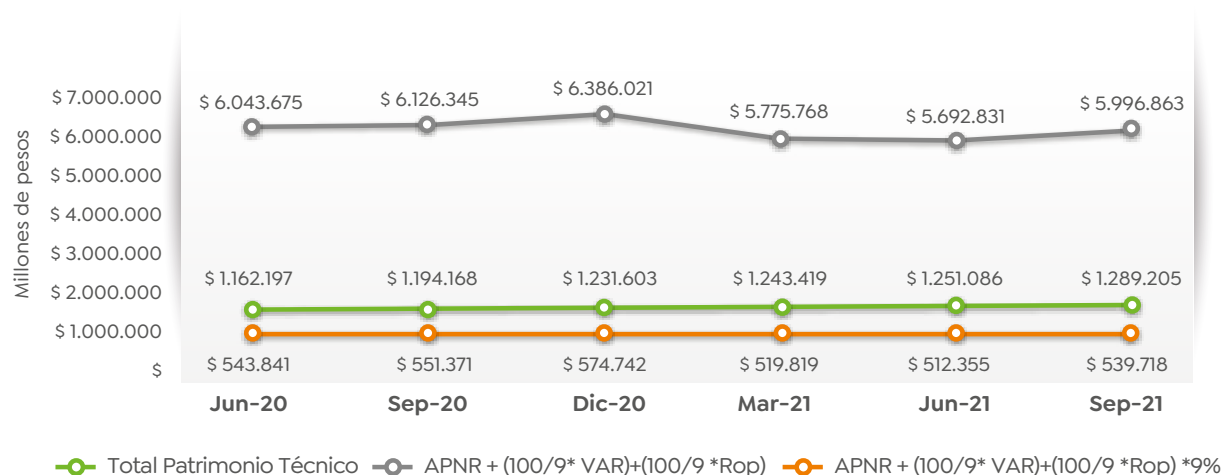 $ 7.000.000
$ 6.000.000
$ 5.000.000
$ 4.000.000
$ 3.000.000
$ 2.000.000
$ 1.000.000
$
Millones de pesos
$ 6.043.675 $ 6.126.345 $ 6.386.021 $ 5.775.768 $ 5.692.831 $ 5.996.863
$ 1.162.197 $ 1.194.168 $ 1.231.603 $ 1.243.419 $ 1.251.086 $ 1.289.205
$ 543.841 $ 551.371 $ 574.742 $ 519.819 $ 512.355 $ 539.718
Jun-20 Sep-20 Dic-20 Mar-21 Jun-21 Sep-21
Total Patrimonio Técnico APNR + (100/9* VAR)+(100/9 *Rop) APNR + (100/9* VAR)+(100/9 *Rop) *9%